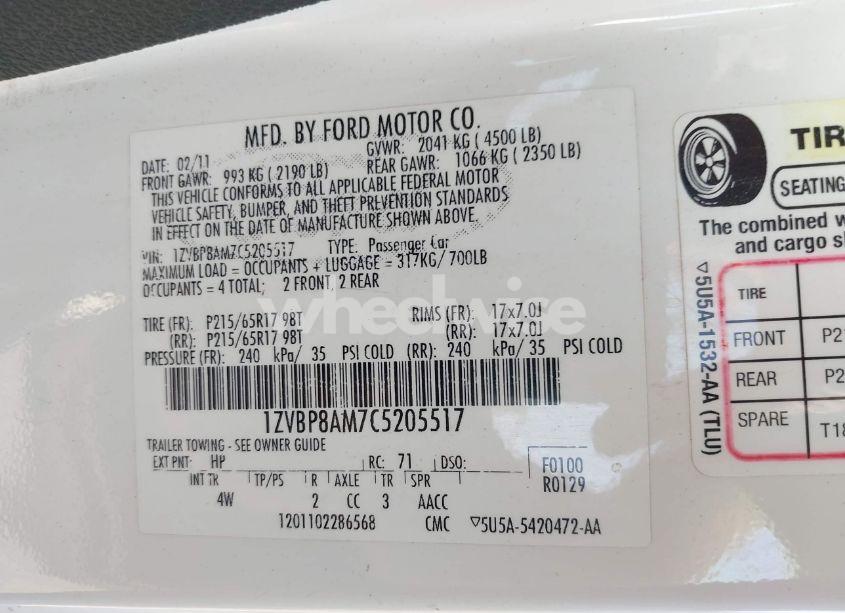 MFD. BY FORD MOTOR CO.
DATE: 02/11 GVWR: 2041 KG ( 4500 LB)
FRONT GAWR: 993 KG ( 2190 LB) REAR GAWR: 1066 KG ( 2350 LB)
THIS VEHICLE CONFORMS TO ALL APPLICABLE FEDERAL MOTOR
VEHICLE SAFETY, BUMPER, AND THEFT PREVENTION STANDARDS
IN EFFECT ON THE DATE OF MANUFACTURE SHOWN ABOVE.
VIN: 1ZVBP8AM7C5205517 TYPE: Passenger Car
MAXIMUM LOAD = OCCUPANTS + LUGGAGE = 317KG/700LB
OCCUPANTS = 4 TOTAL; 2 FRONT, 2 REAR
wheelwise
TIRE (FR): P215/65R17 98T RIMS (FR): 17x7.0J
(RR): P215/65R17 98T (RR): 17x7.0J
PRESSURE (FR): 240 kPa/ 35 PSI COLD (RR): 240 kPa/ 35 PSI COLD
1ZVBP8AM7C5205517
TRAILER TOWING - SEE OWNER GUIDE
EXT PNT: HP RC: 71 DSO: F0100
INT TR TP/PS R AXLE TR SPR R0129
4W 2 CC 3 AACC
1201102286568 CMC ▽5U5A-5420472-AA
TIR
SEATING
The combined w
and cargo sh
TIRE
FRONT P21
REAR P2
SPARE T18
▽5U5A-1532-AA (TLU)